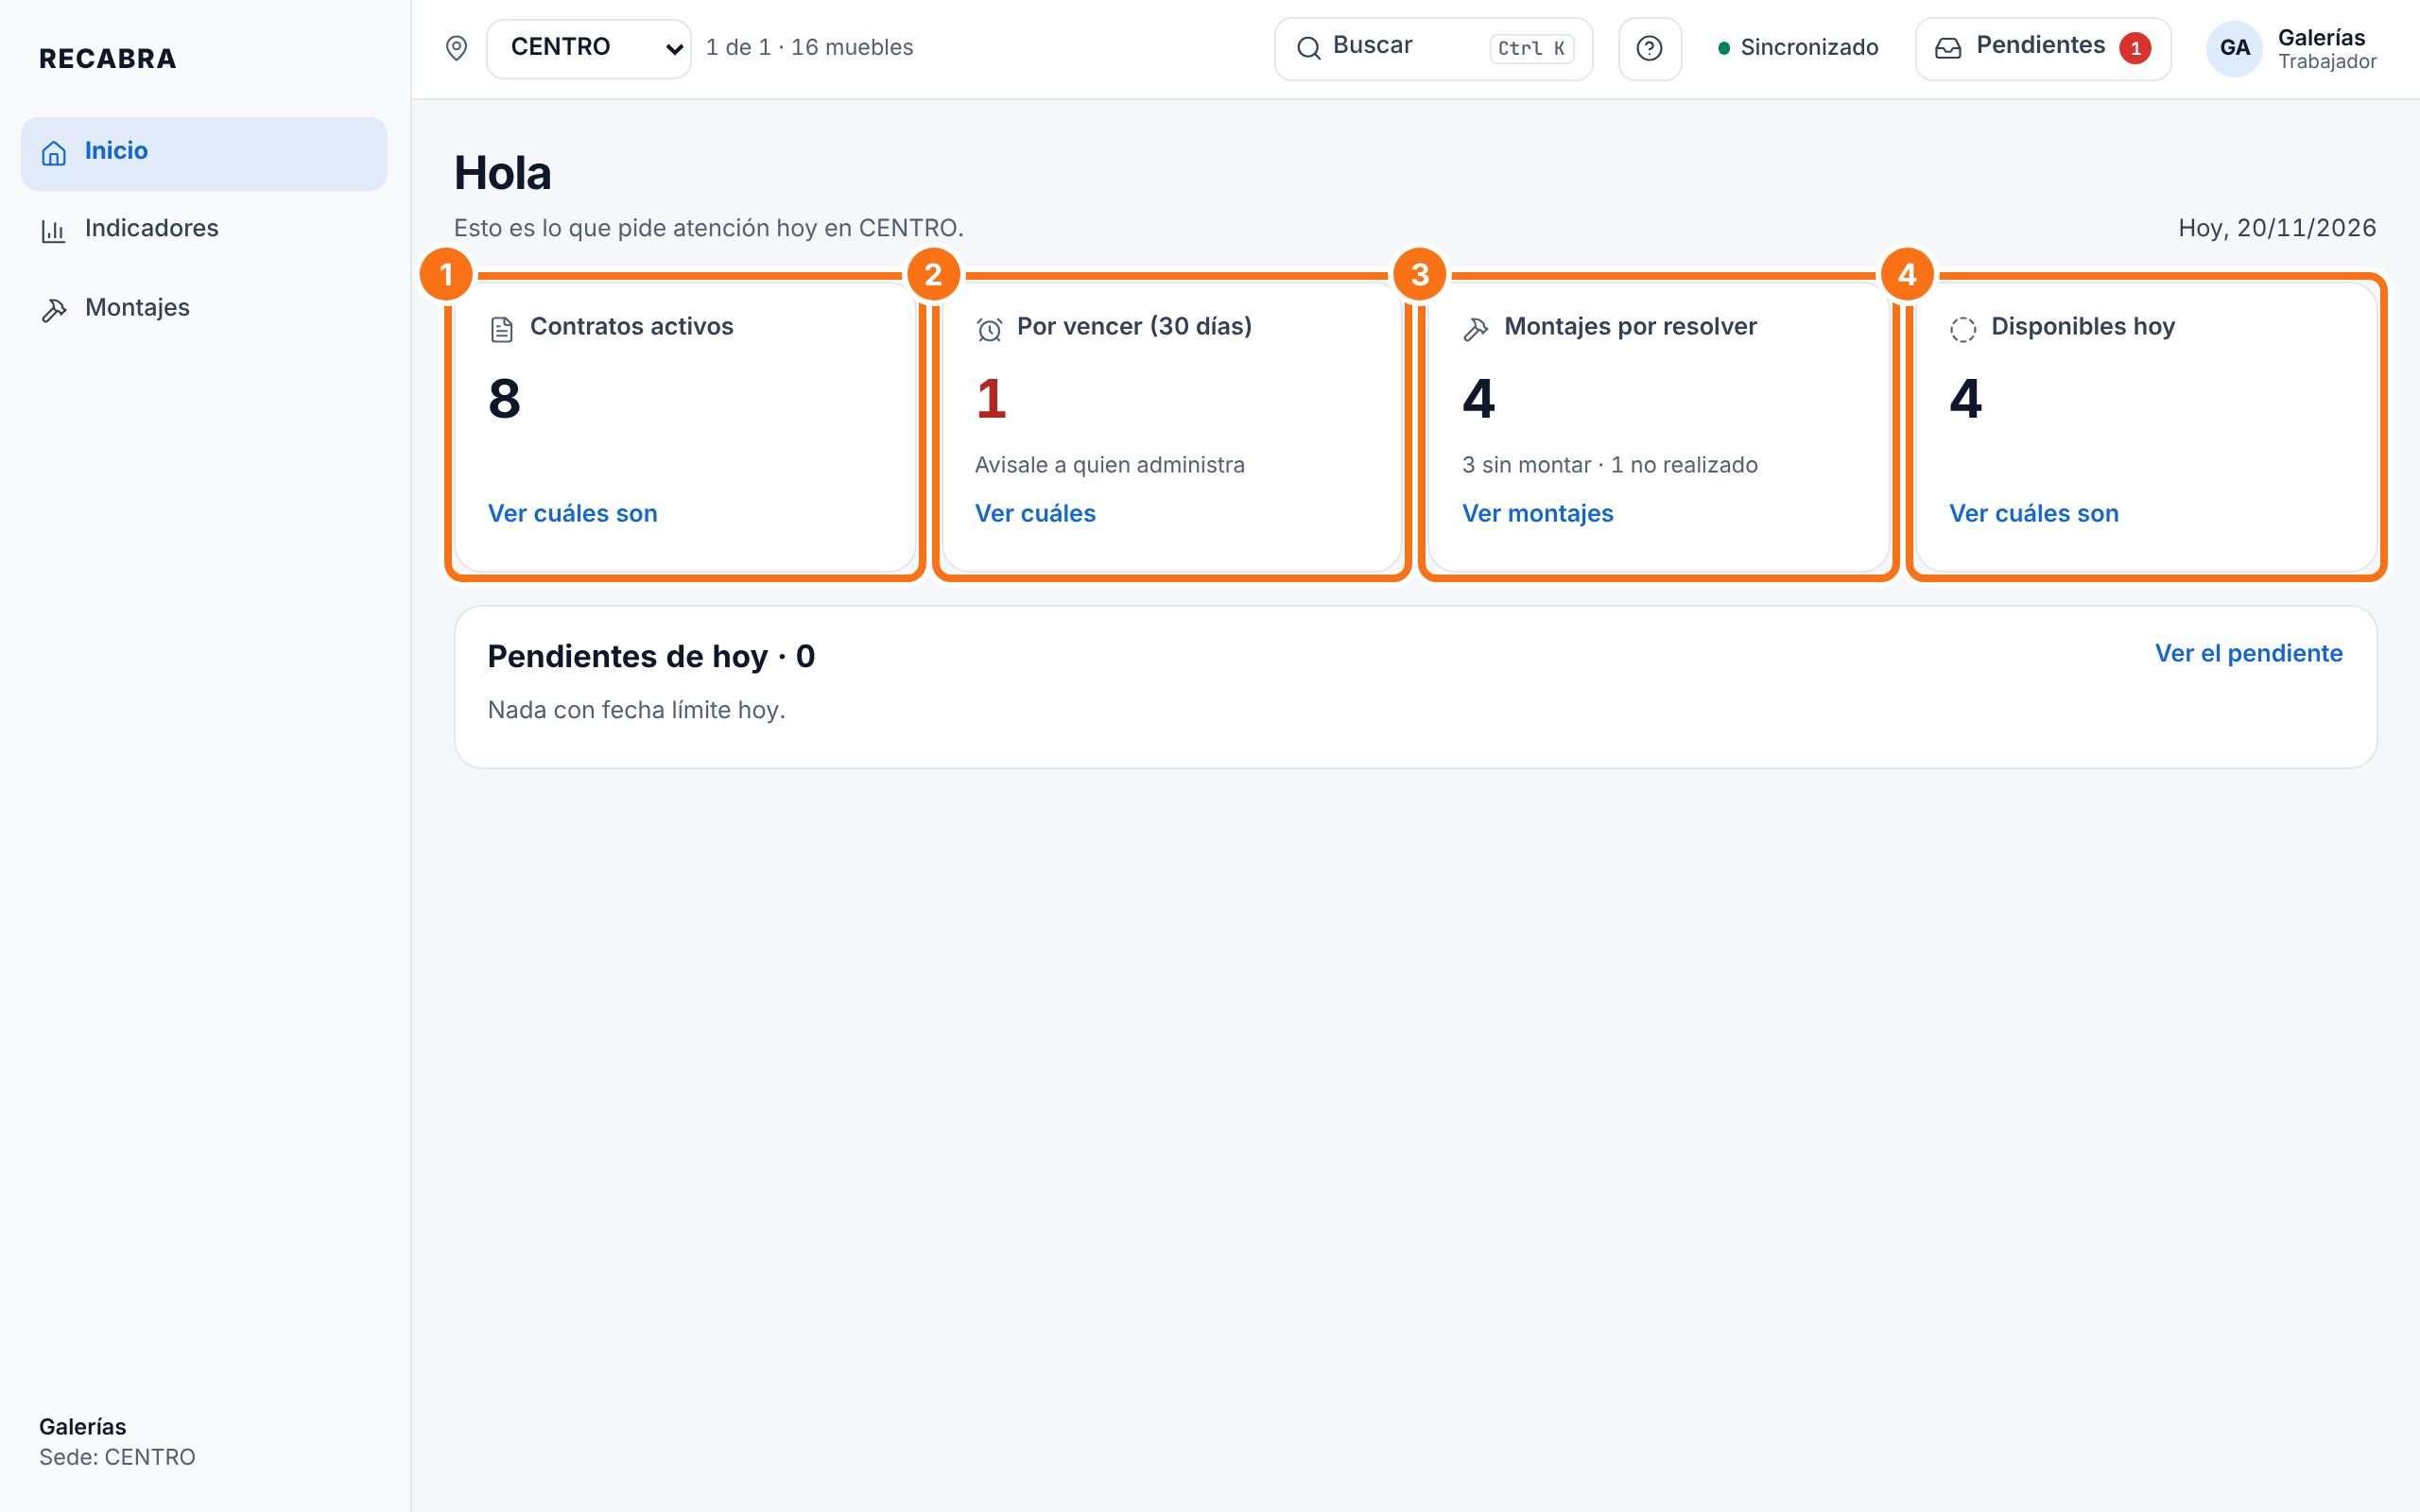 RECABRA
CENTRO
1 de 1 · 16 muebles
Buscar
Ctrl K
Sincronizado
Pendientes
1
GA
Galerías
Trabajador
Inicio
Indicadores
Montajes
Hola
Esto es lo que pide atención hoy en CENTRO.
Hoy, 20/11/2026
1
Contratos activos
8
Ver cuáles son
2
Por vencer (30 días)
1
Avisale a quien administra
Ver cuáles
3
Montajes por resolver
4
3 sin montar · 1 no realizado
Ver montajes
4
Disponibles hoy
4
Ver cuáles son
Pendientes de hoy · 0
Ver el pendiente
Nada con fecha límite hoy.
Galerías
Sede: CENTRO